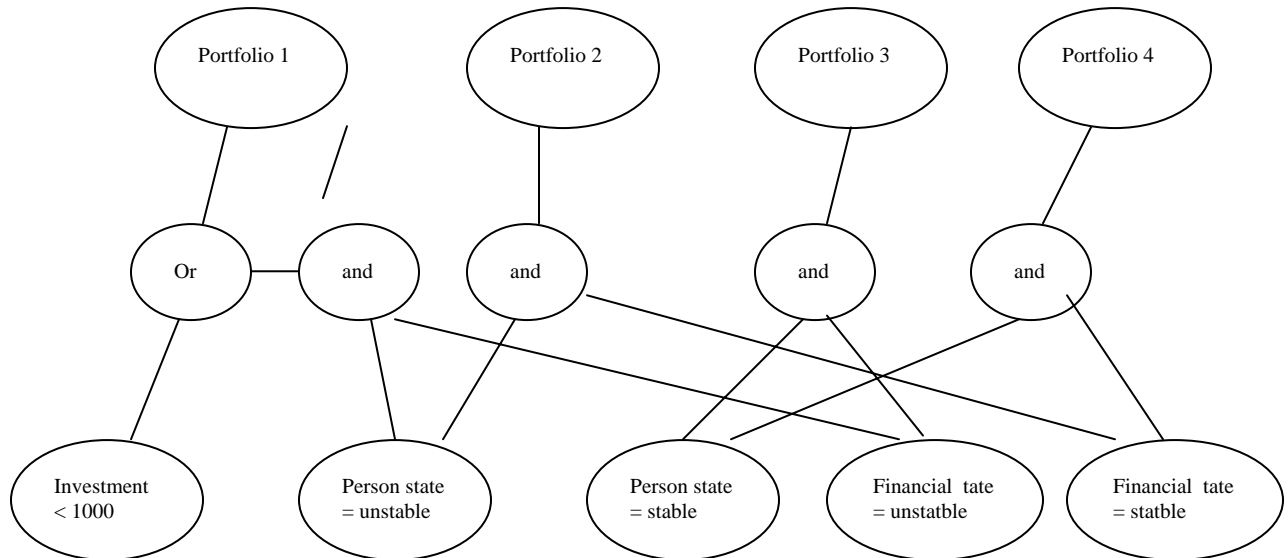 Portfolio 1
Portfolio 2
Portfolio 3
Portfolio 4
Or
and
and
and
and
Investment
< 1000
Person state
= unstable
Person state
= stable
Financial  tate
= unstatble
Financial  tate
= statble